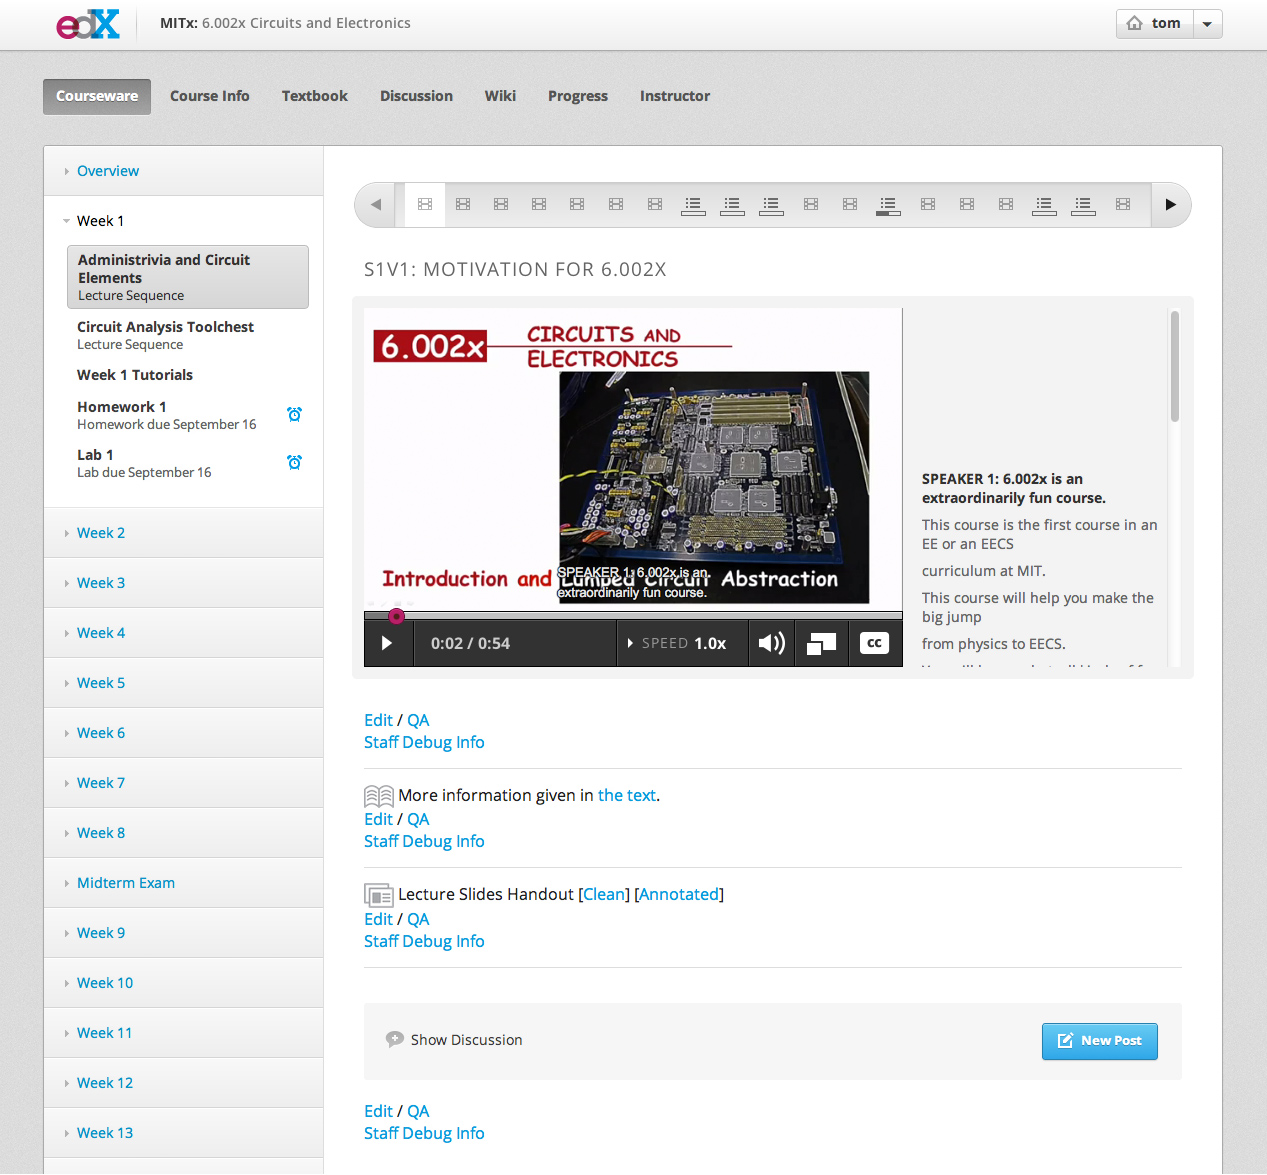 edX
MITx: 6.002x Circuits and Electronics
tom
Courseware
Course Info
Textbook
Discussion
Wiki
Progress
Instructor
Overview
Week 1
Administrivia and Circuit
Elements
Lecture Sequence
Circuit Analysis Toolchest
Lecture Sequence
Week 1 Tutorials
Homework 1
Homework due September 16
Lab 1
Lab due September 16
Week 2
Week 3
Week 4
Week 5
Week 6
Week 7
Week 8
Midterm Exam
Week 9
Week 10
Week 11
Week 12
Week 13
S1V1: MOTIVATION FOR 6.002X
6.002x
CIRCUITS AND
ELECTRONICS
Introduction and Lumped Circuit Abstraction
SPEAKER 1: 6.002x is an
extraordinarily fun course.
0:02 / 0:54
SPEED 1.0x
CC
SPEAKER 1: 6.002x is an
extraordinarily fun course.
This course is the first course in an
EE or an EECS
curriculum at MIT.
This course will help you make the
big jump
from physics to EECS.
Edit / QA
Staff Debug Info
More information given in the text.
Edit / QA
Staff Debug Info
Lecture Slides Handout [Clean] [Annotated]
Edit / QA
Staff Debug Info
Show Discussion
New Post
Edit / QA
Staff Debug Info